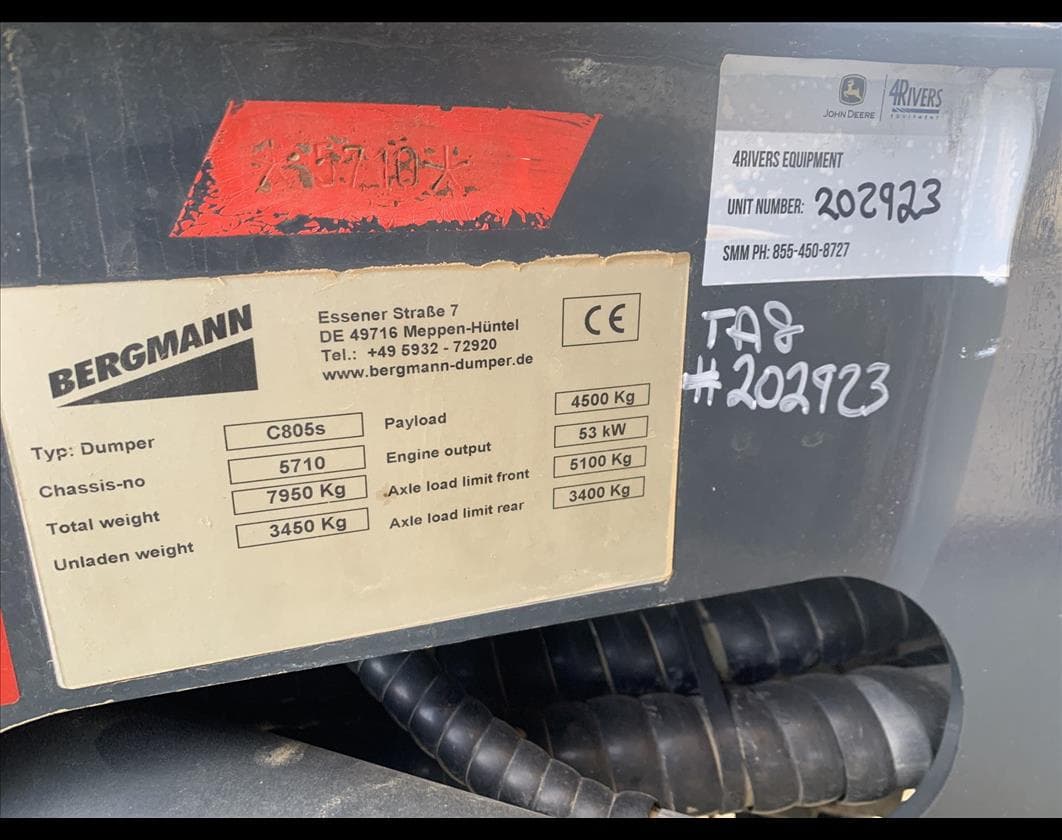 *5710*
JOHN DEERE
4RIVERS
EQUIPMENT
4RIVERS EQUIPMENT
UNIT NUMBER: 202923
SMM PH: 855-450-8727
TAG
#202923
BERGMANN
Essener Straße 7
DE 49716 Meppen-Hüntel
Tel.: +49 5932 - 72920
www.bergmann-dumper.de
CE
Typ: Dumper C805s
Chassis-no 5710
Total weight 7950 Kg
Unladen weight 3450 Kg
Payload 4500 Kg
Engine output 53 kW
Axle load limit front 5100 Kg
Axle load limit rear 3400 Kg